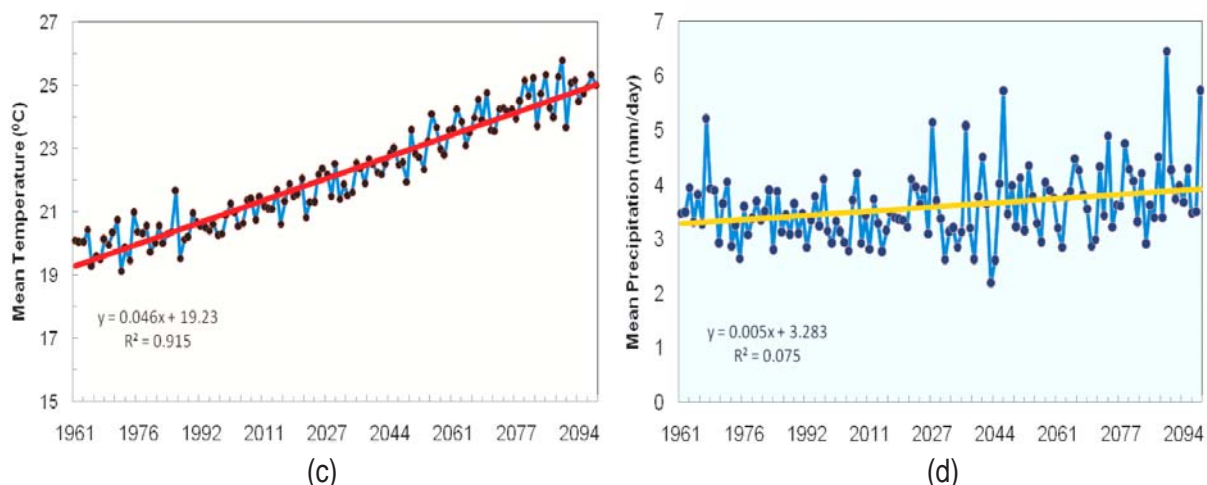 27
25
23
21
19
17
15
Mean Temperature (ºC)
y = 0.046x + 19.23
R² = 0.915
1961 1976 1992 2011 2027 2044 2061 2077 2094
(c)
7
6
5
4
3
2
1
0
Mean Precipitation (mm/day)
y = 0.005x + 3.283
R² = 0.075
1961 1976 1992 2011 2027 2044 2061 2077 2094
(d)